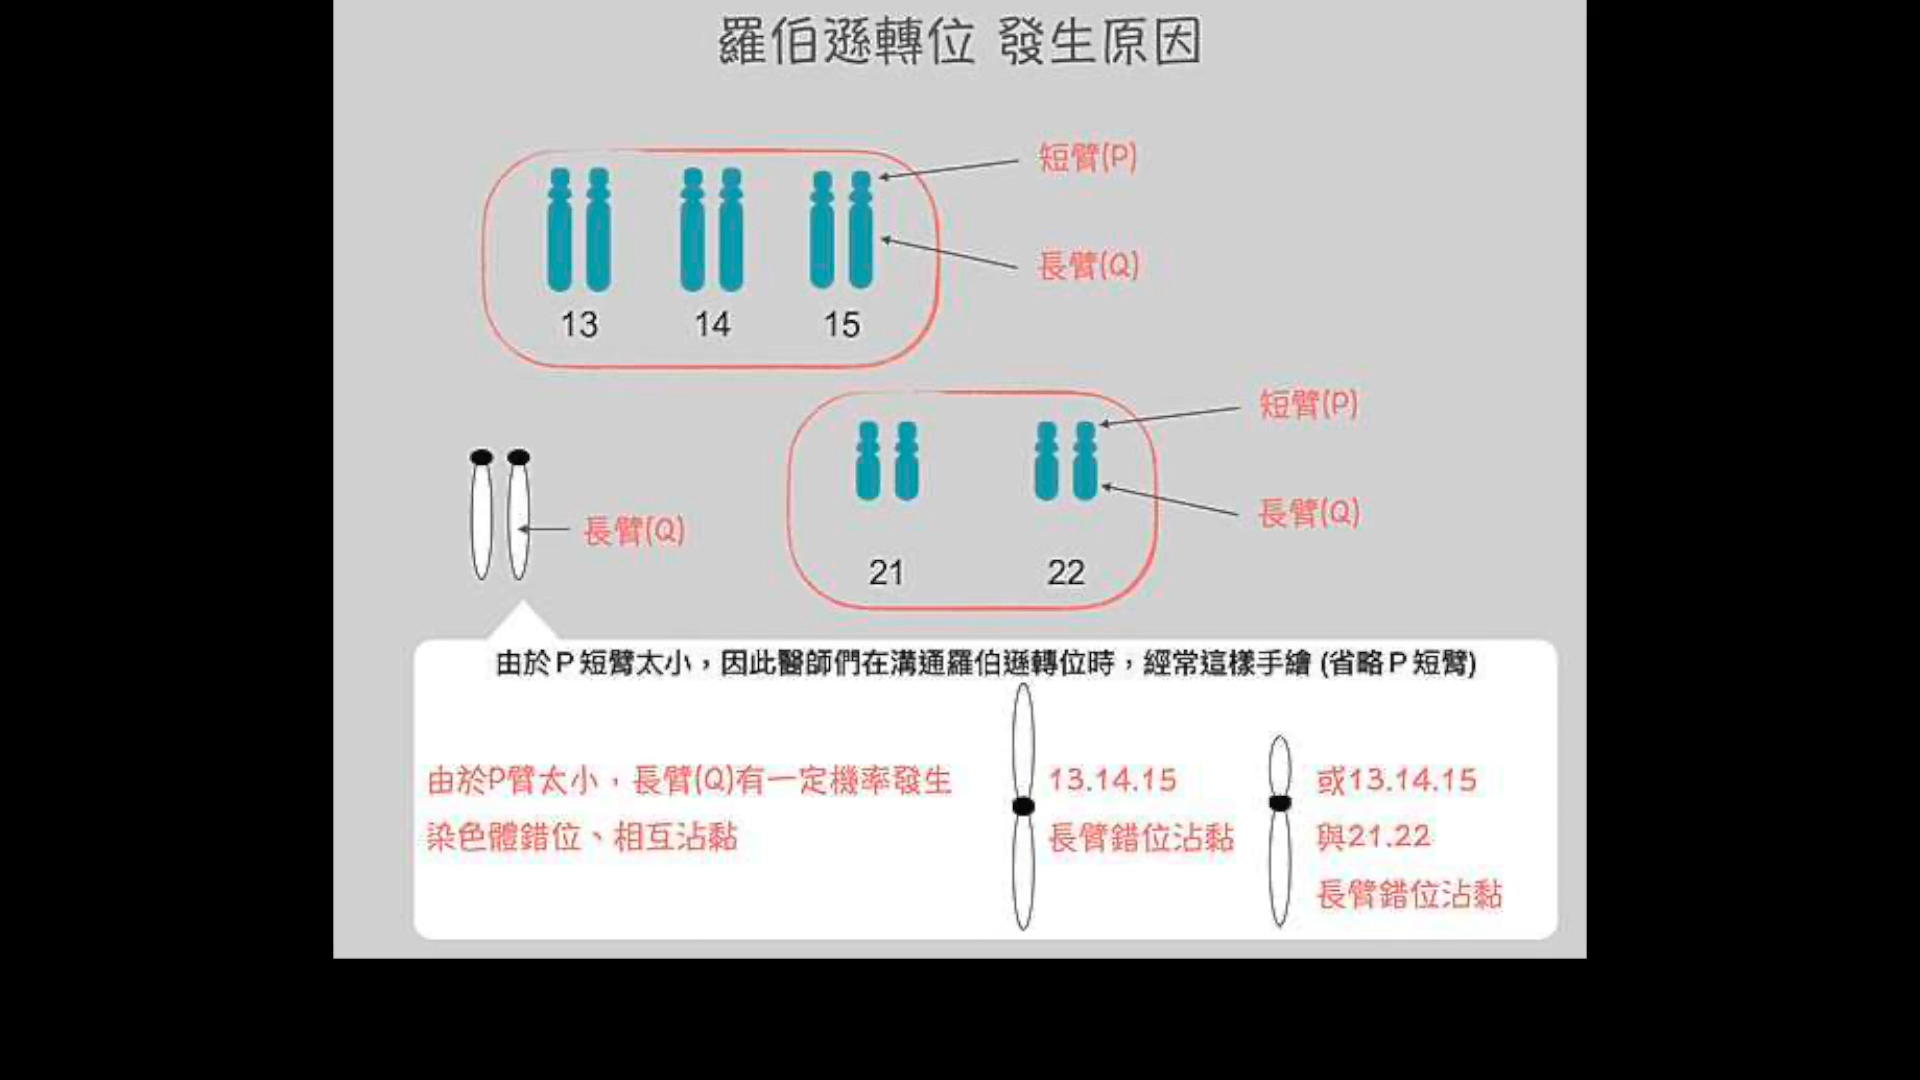 羅伯遜轉位 發生原因
短臂(P)
長臂(Q)
13 14 15
短臂(P)
長臂(Q)
21 22
長臂(Q)
由於P短臂太小，因此醫師們在溝通羅伯遜轉位時，經常這樣手繪 (省略P短臂)
由於P臂太小，長臂(Q)有一定機率發生
染色體錯位、相互沾黏
13.14.15
長臂錯位沾黏
或13.14.15
與21.22
長臂錯位沾黏